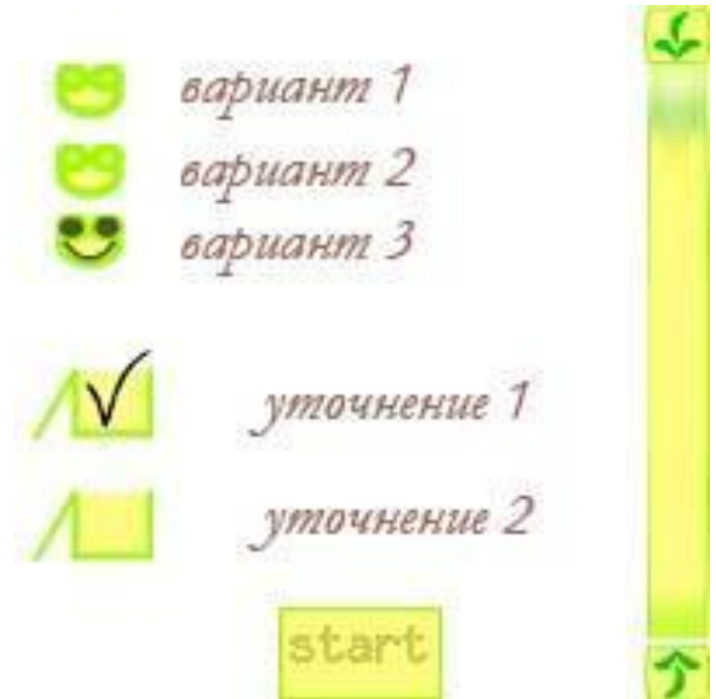 вариант 1
вариант 2
вариант 3
уточнение 1
уточнение 2
start